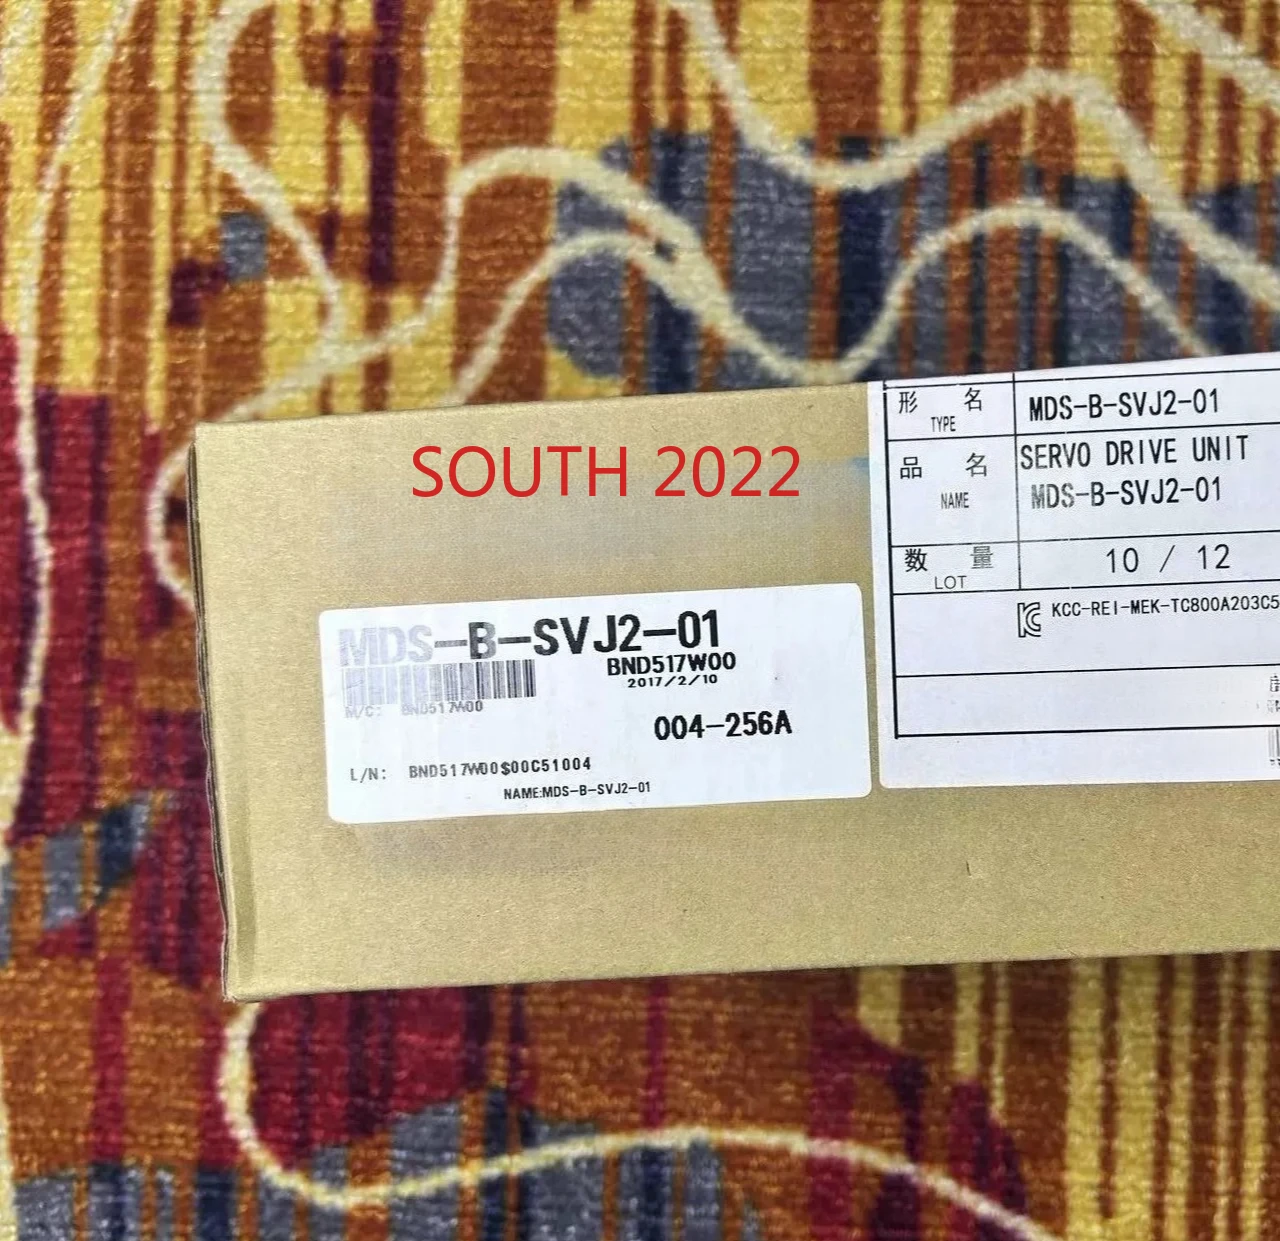 SOUTH 2022
形名 MDS-B-SVJ2-01
TYPE
品名 SERVO DRIVE UNIT
NAME MDS-B-SVJ2-01
数量 10 / 12
LOT
KCC-REI-MEK-TC800A203C5
MDS-B-SVJ2-01
BND517W00
2017/2/10
M/C: BND517W00
004-256A
L/N: BND517W00$00C51004
NAME:MDS-B-SVJ2-01